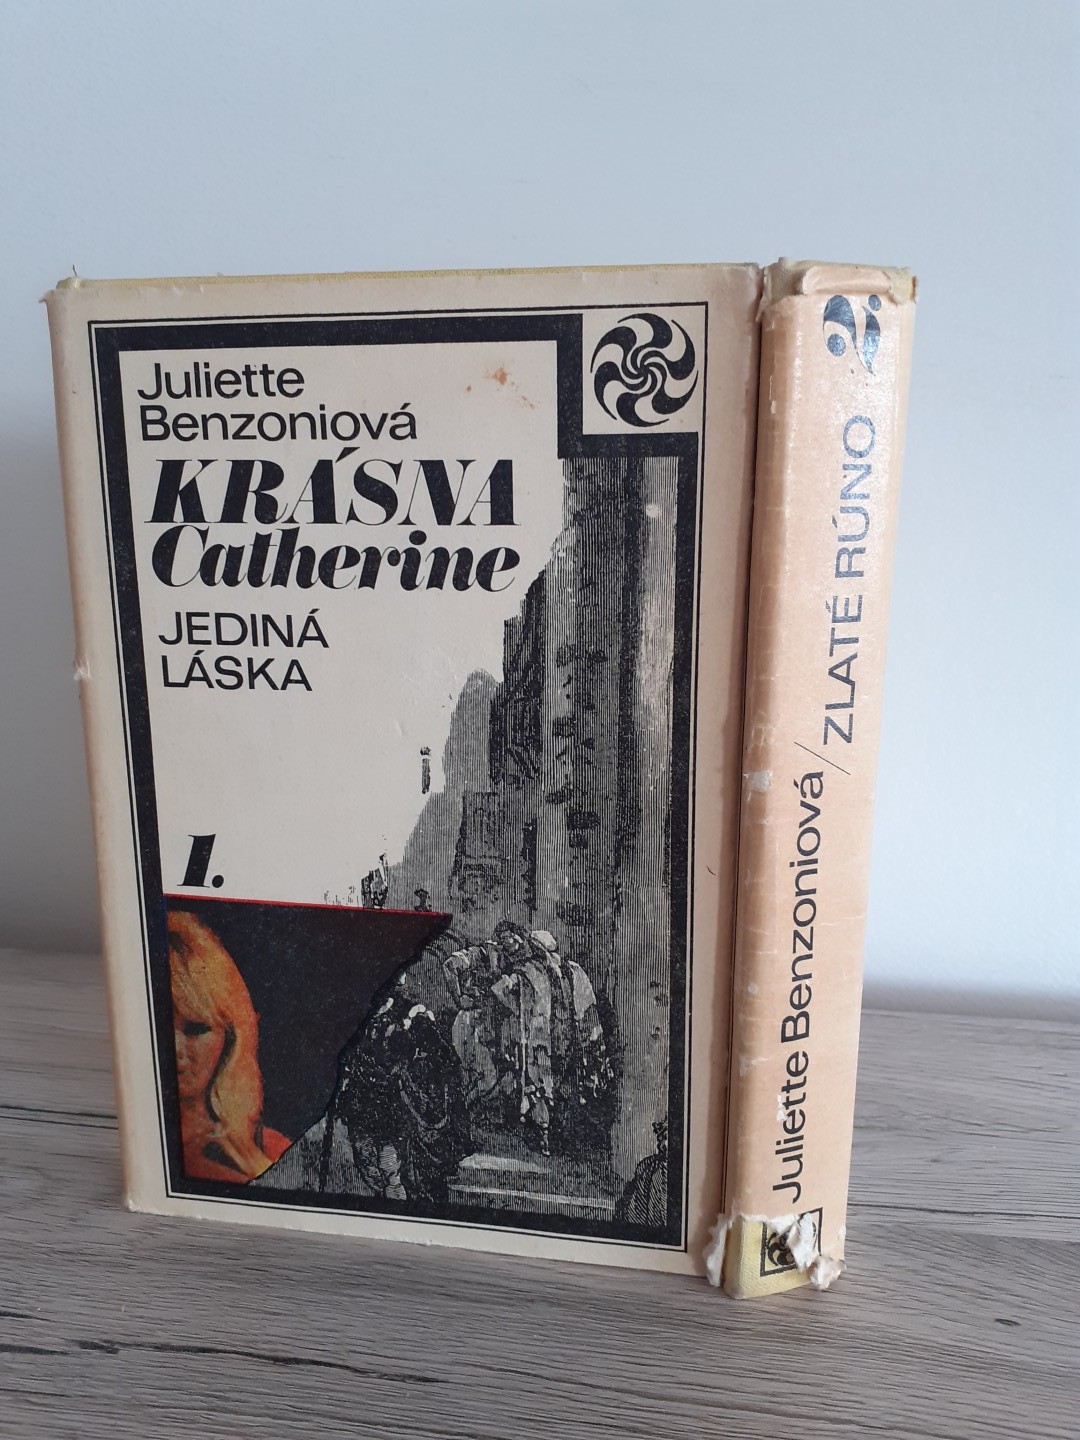 Juliette
Benzoniová
KRÁSNA
Catherine
JEDINÁ
LÁSKA
1.
Juliette Benzoniová / ZLATÉ RÚNO 2.